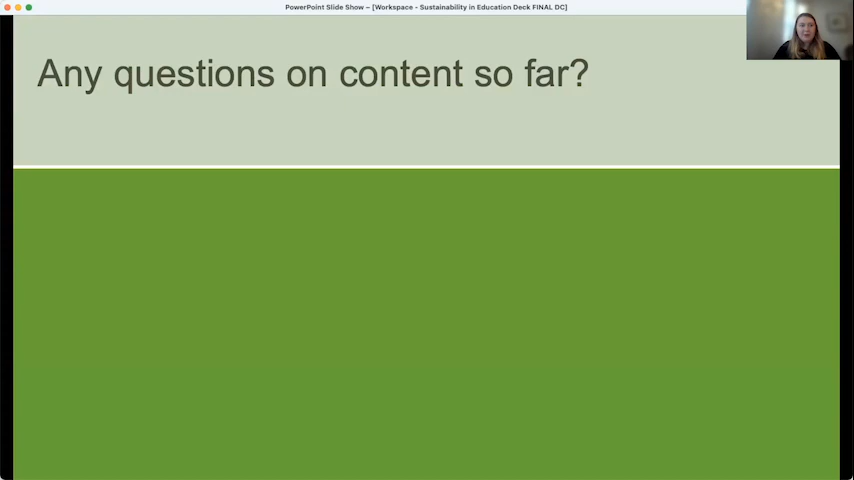 PowerPoint Slide Show – [Workspace - Sustainability in Education Deck FINAL DC]
Any questions on content so far?